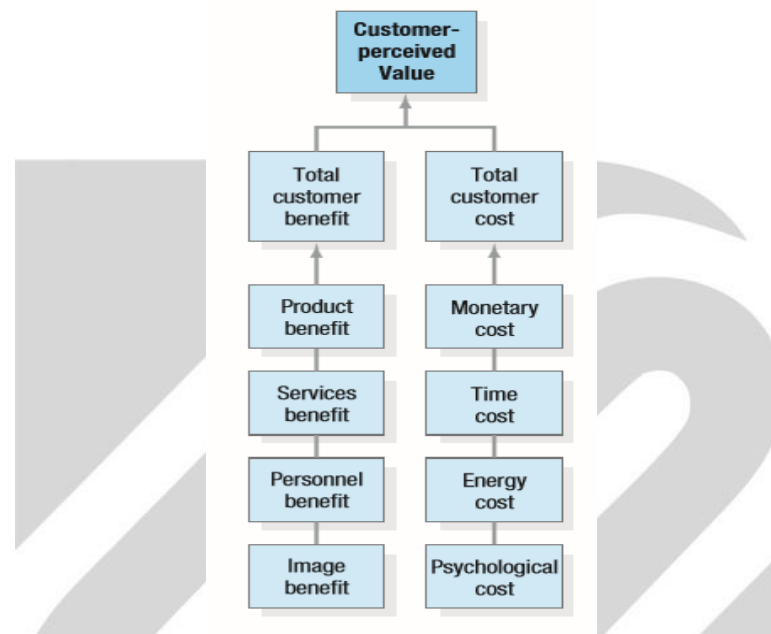 Customer-
perceived
Value
Total
customer
benefit
Total
customer
cost
Product
benefit
Monetary
cost
Services
benefit
Time
cost
Personnel
benefit
Energy
cost
Image
benefit
Psychological
cost